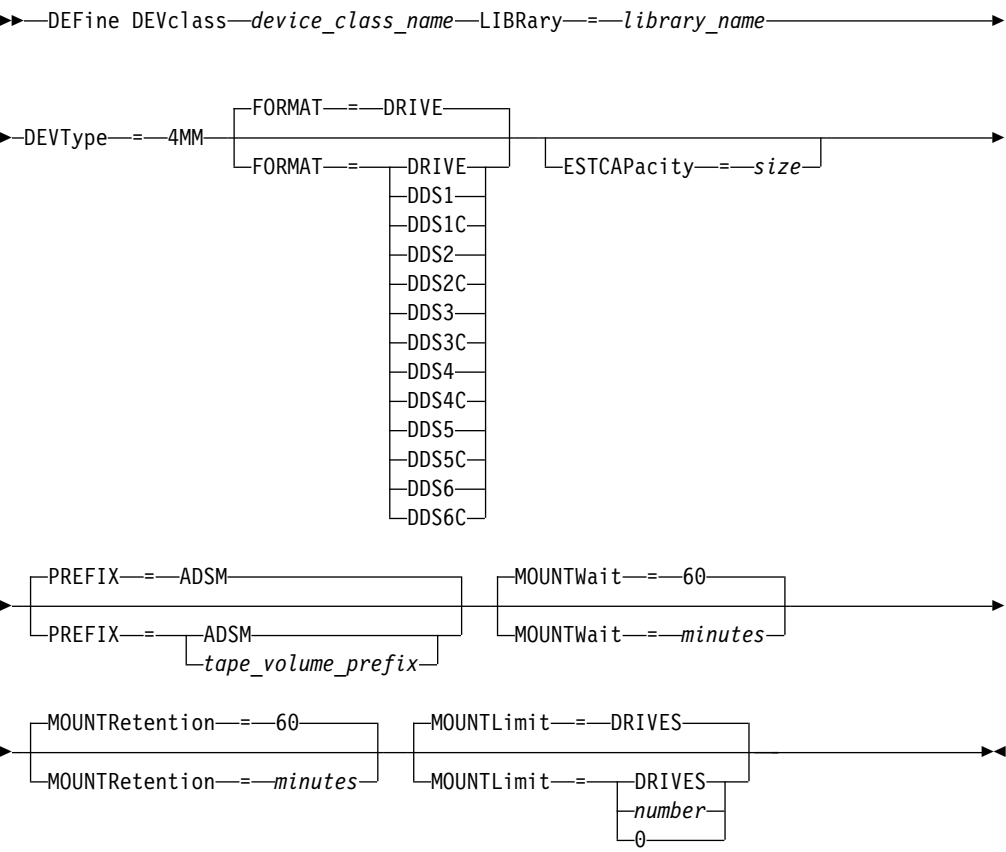 DEFine DEVclass device_class_name LIBRary = library_name
FORMAT = DRIVE
DEVType = 4MM
FORMAT = DRIVE
ESTCAPacity = size
DDS1
DDS1C
DDS2
DDS2C
DDS3
DDS3C
DDS4
DDS4C
DDS5
DDS5C
DDS6
DDS6C
PREFIX = ADSM MOUNTWait = 60
PREFIX = ADSM MOUNTWait = minutes
tape_volume_prefix
MOUNTRetention = 60 MOUNTLimit = DRIVES
MOUNTRetention = minutes MOUNTLimit = DRIVES
number
0